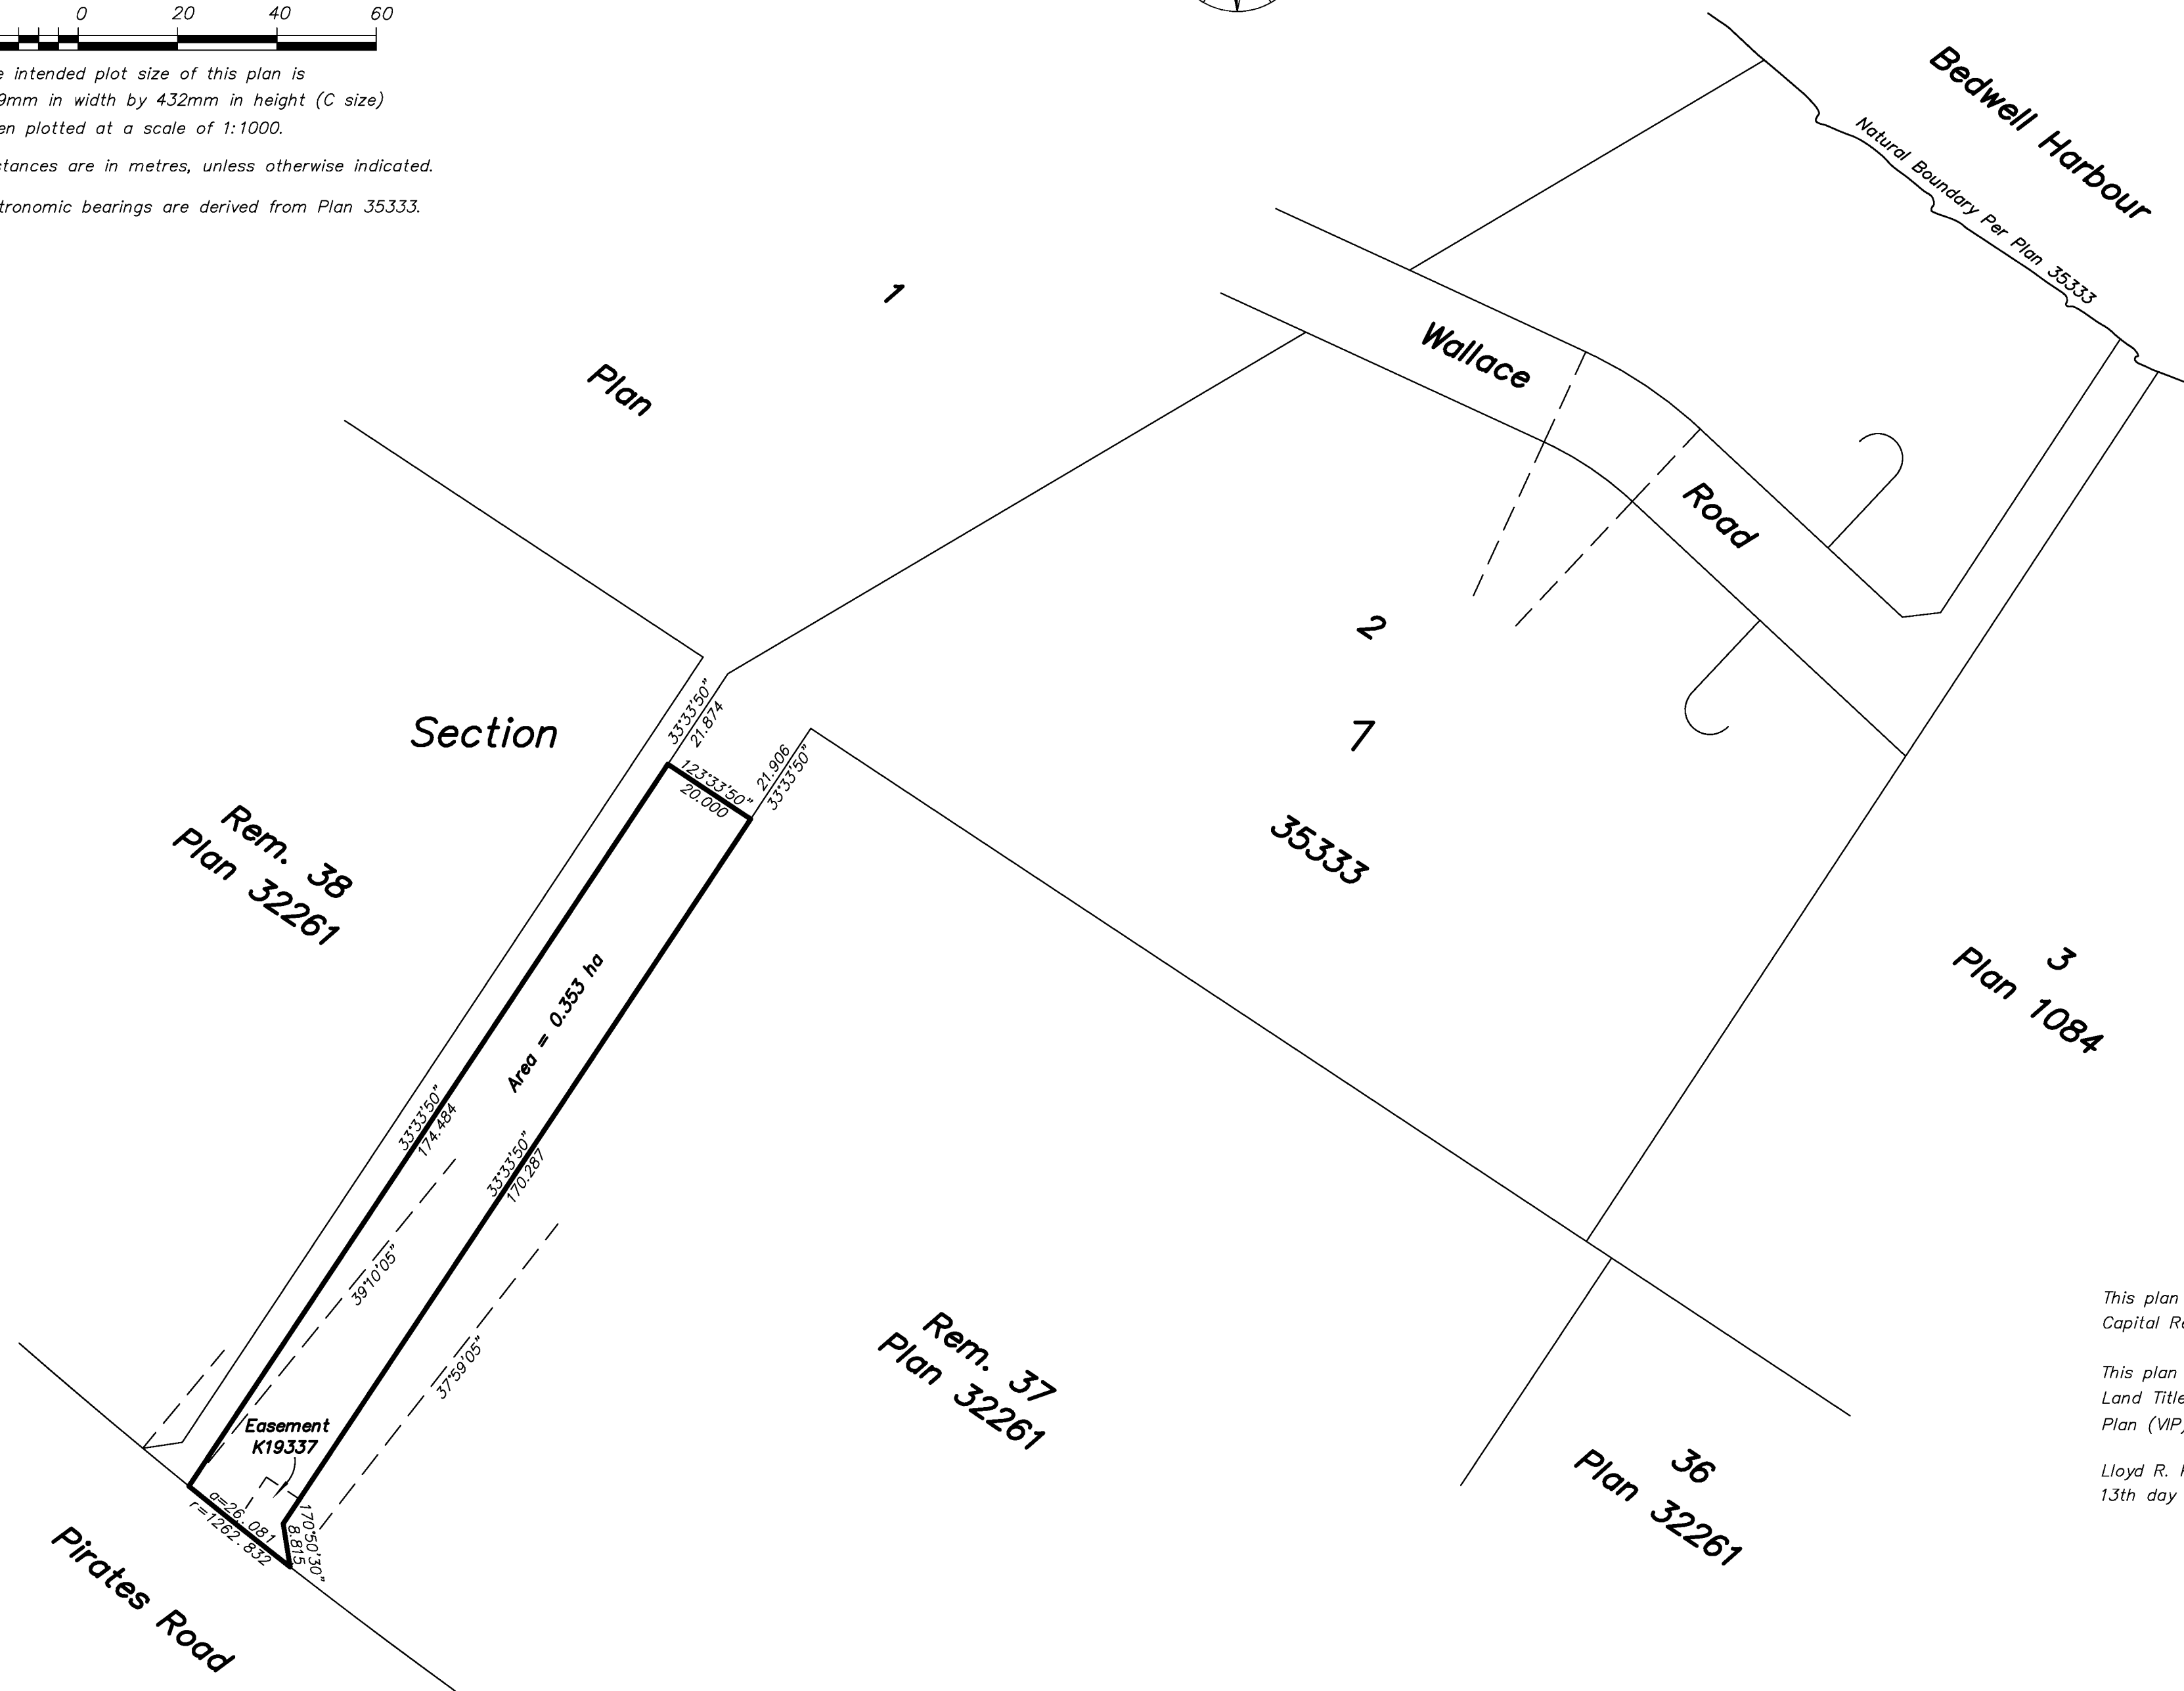 0 20 40 60
e intended plot size of this plan is
9mm in width by 432mm in height (C size)
en plotted at a scale of 1:1000.
stances are in metres, unless otherwise indicated.
tronomic bearings are derived from Plan 35333.
Bedwell Harbour
Natural Boundary Per Plan 35333
1
Plan
Wallace
Road
2
7
35333
Section
33°33'50"
21.874
123°33'50"
20.000
21.906
33°33'50"
Rem. 38
Plan 32261
3
Plan 1084
Area = 0.353 ha
33°33'50"
174.484
33°33'50"
170.287
39°10'05"
37°59'05"
Rem. 37
Plan 32261
36
Plan 32261
Easement
K19337
a=26.081
r=1262.832
170°50'30"
8.815
Pirates Road
This plan
Capital Re
This plan
Land Title
Plan (VIP)
Lloyd R.
13th day